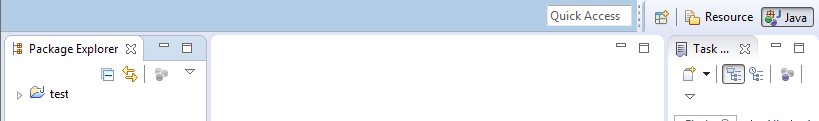 Quick Access
Resource
Java
Package Explorer
Task ...
test